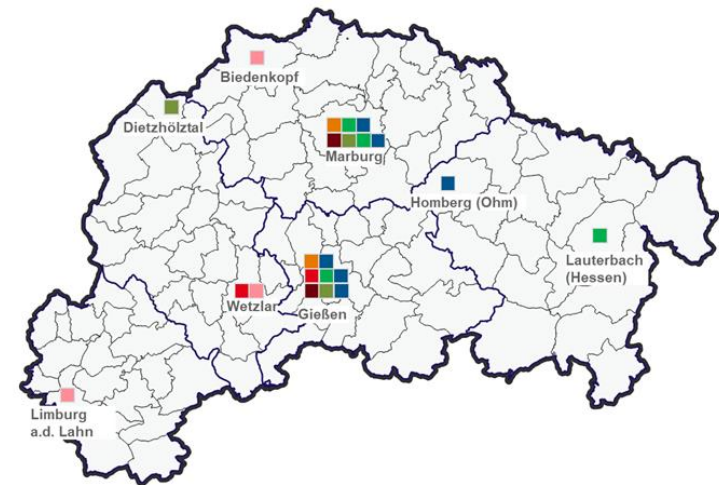 Biedenkopf
Dietzhölztal
Marburg
Homberg (Ohm)
Lauterbach
(Hessen)
Wetzlar
Gießen
Limburg
a.d. Lahn